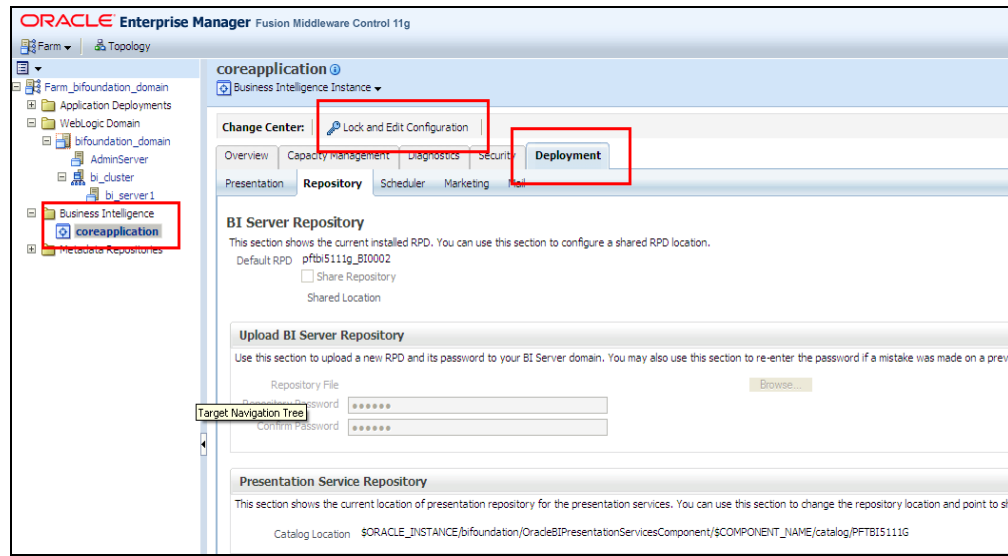 ORACLE Enterprise Manager Fusion Middleware Control 11g
Farm Topology
Farm_bifoundation_domain
Application Deployments
WebLogic Domain
bifoundation_domain
AdminServer
bi_cluster
bi_server1
Business Intelligence
coreapplication
Metadata Repositories
coreapplication
Business Intelligence Instance
Change Center: Lock and Edit Configuration
Overview Capacity Management Diagnostics Security Deployment
Presentation Repository Scheduler Marketing Mail
BI Server Repository
This section shows the current installed RPD. You can use this section to configure a shared RPD location.
Default RPD pftbi5111g_BI0002
Share Repository
Shared Location
Upload BI Server Repository
Use this section to upload a new RPD and its password to your BI Server domain. You may also use this section to re-enter the password if a mistake was made on a prev
Repository File Browse...
Repository Password ●●●●●●
Target Navigation Tree
Confirm Password ●●●●●●
Presentation Service Repository
This section shows the current location of presentation repository for the presentation services. You can use this section to change the repository location and point to sl
Catalog Location $ORACLE_INSTANCE/bifoundation/OracleBIPresentationServicesComponent/$COMPONENT_NAME/catalog/PFTBI5111G